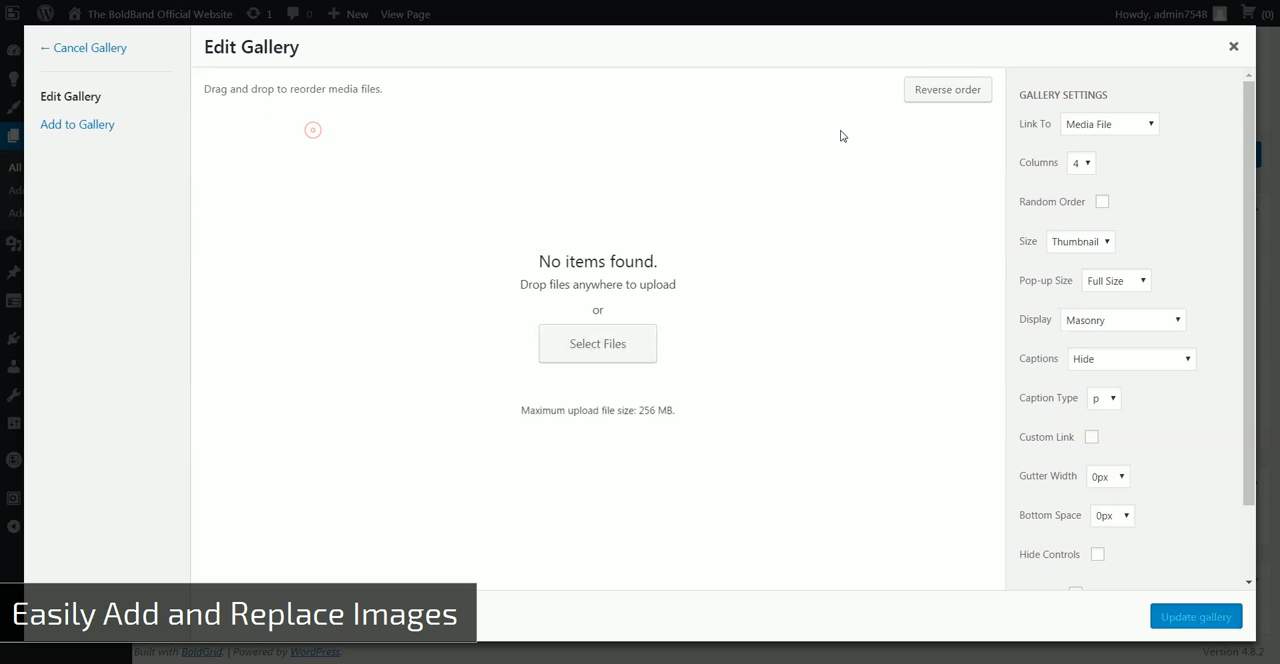 The BoldBand Official Website 1 0 New View Page Howdy, admin7548 (0)
← Cancel Gallery
Edit Gallery
Add to Gallery
Edit Gallery
Drag and drop to reorder media files.
Reverse order
No items found.
Drop files anywhere to upload
or
Select Files
Maximum upload file size: 256 MB.
GALLERY SETTINGS
Link To Media File
Columns 4
Random Order
Size Thumbnail
Pop-up Size Full Size
Display Masonry
Captions Hide
Caption Type p
Custom Link
Gutter Width 0px
Bottom Space 0px
Hide Controls
Update gallery
All
Add
Add
Easily Add and Replace Images
Built with BoldGrid. | Powered by WordPress. Version 4.8.2